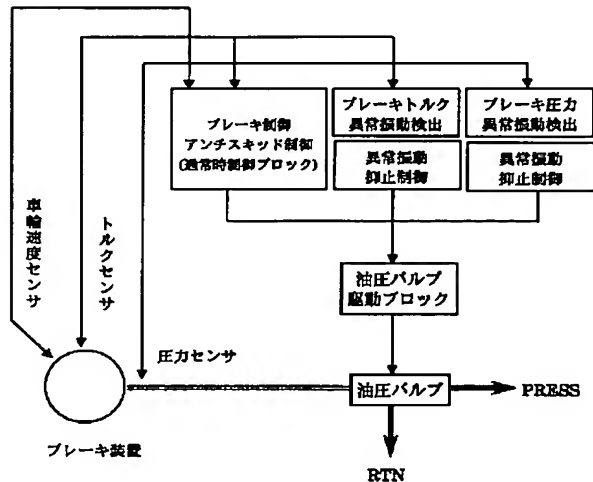 ブレーキ制御
アンチスキッド制御
(通常時制御ブロック)
ブレーキトルク
異常振動検出
異常振動
抑止制御
ブレーキ圧力
異常振動検出
異常振動
抑止制御
車輪速度センサ
トルクセンサ
圧力センサ
油圧バルブ
駆動ブロック
油圧バルブ
PRESS
RTN
ブレーキ装置